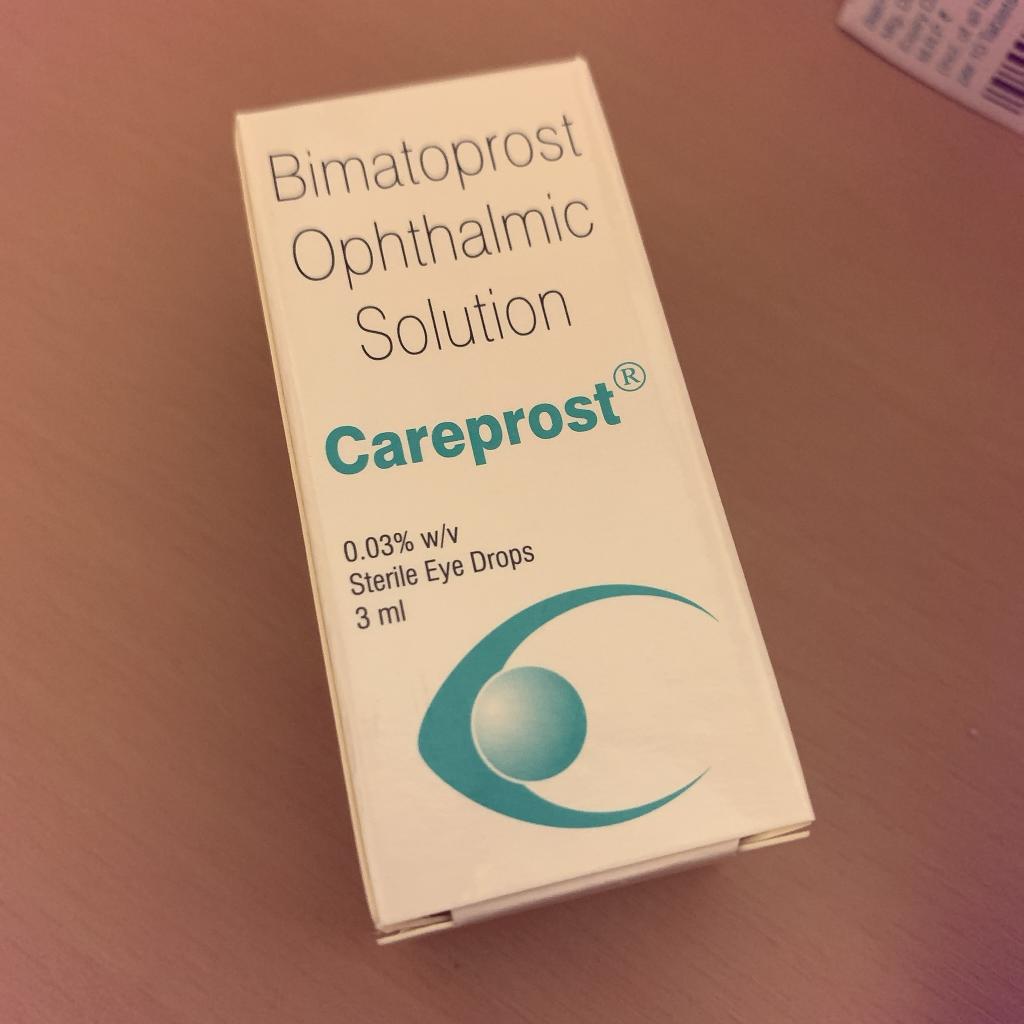 Bimatoprost
Ophthalmic
Solution
Careprost®
0.03% w/v
Sterile Eye Drops
3 ml